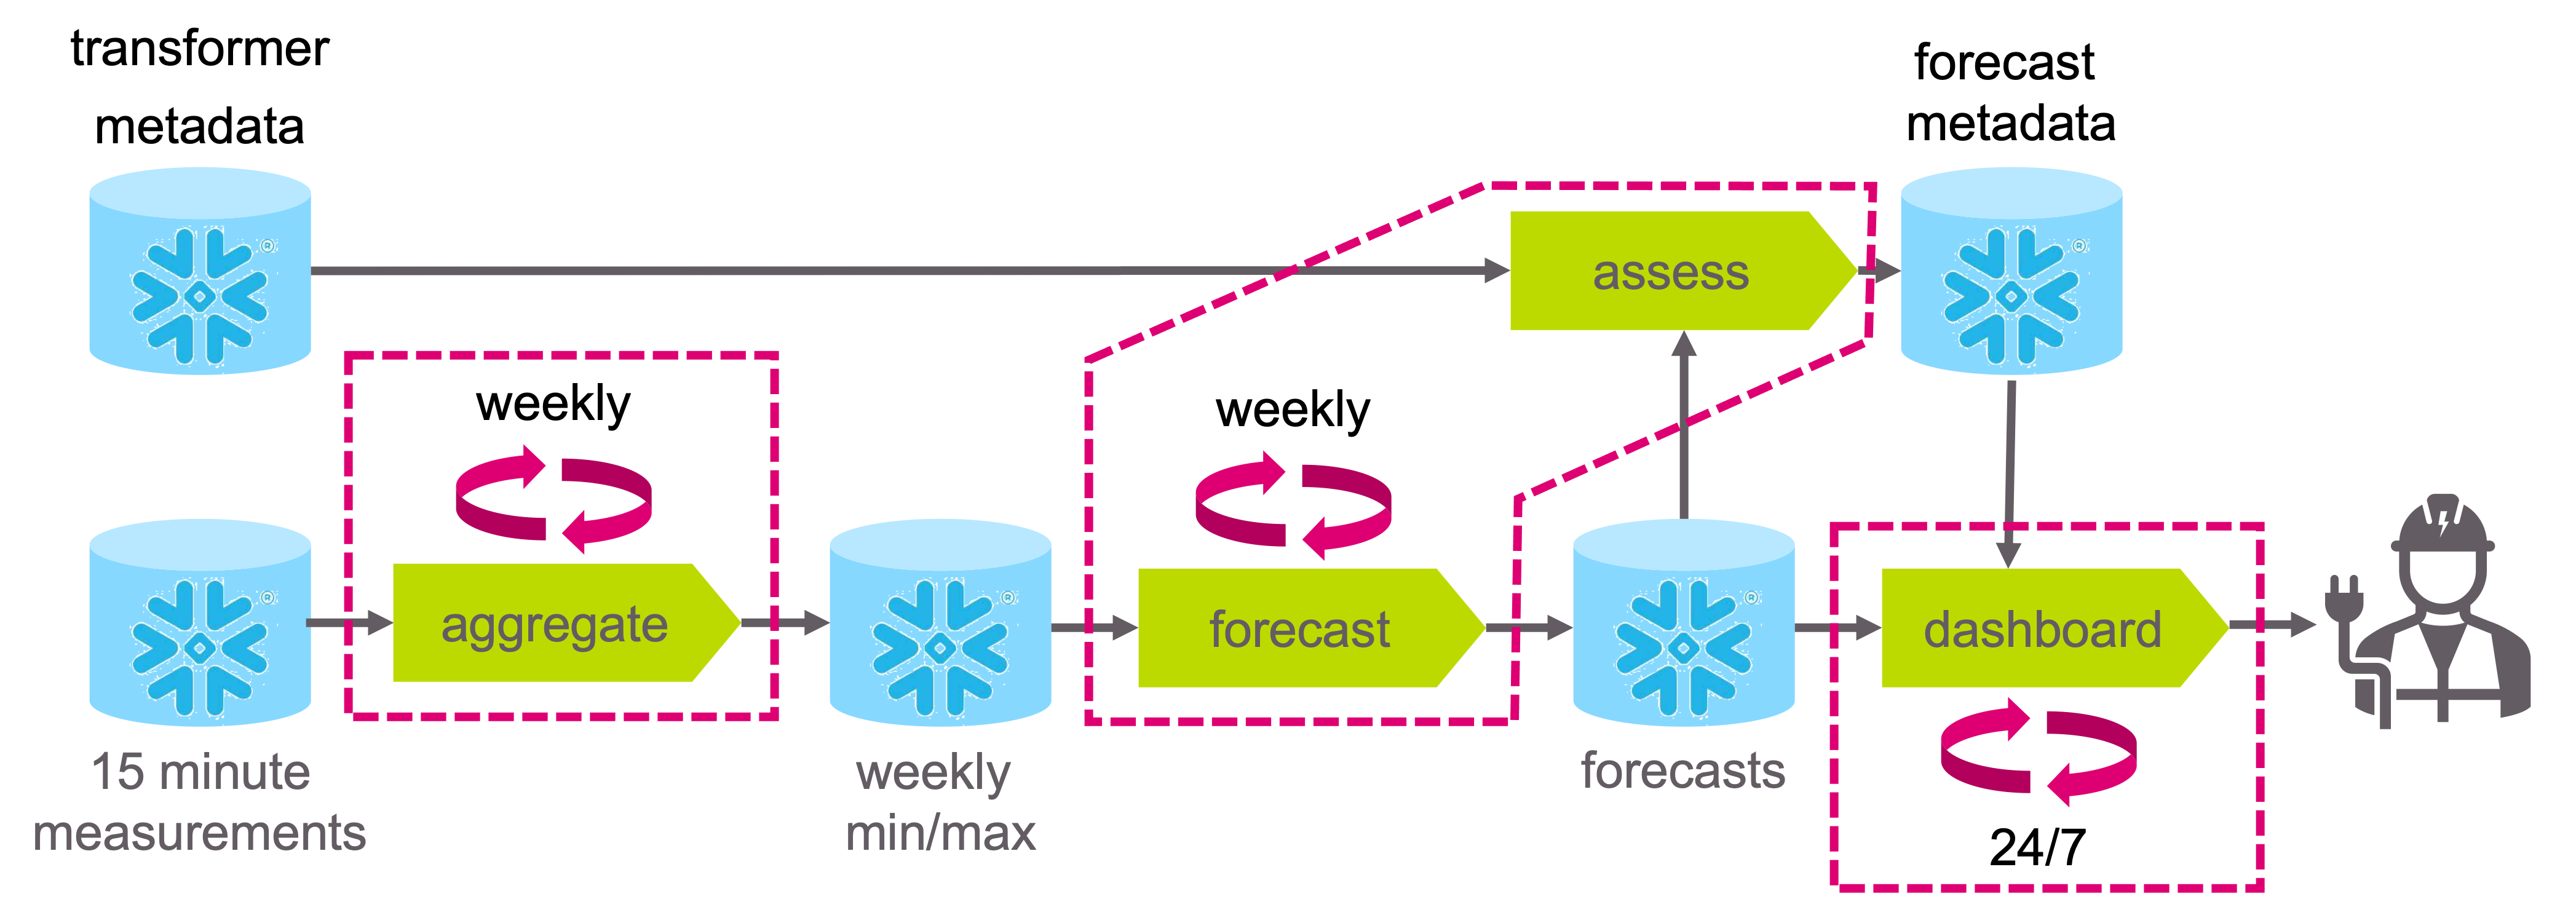 transformer
metadata
forecast
metadata
®
®
assess
weekly
weekly
®
®
®
aggregate
forecast
dashboard
15 minute
measurements
weekly
min/max
forecasts
24/7